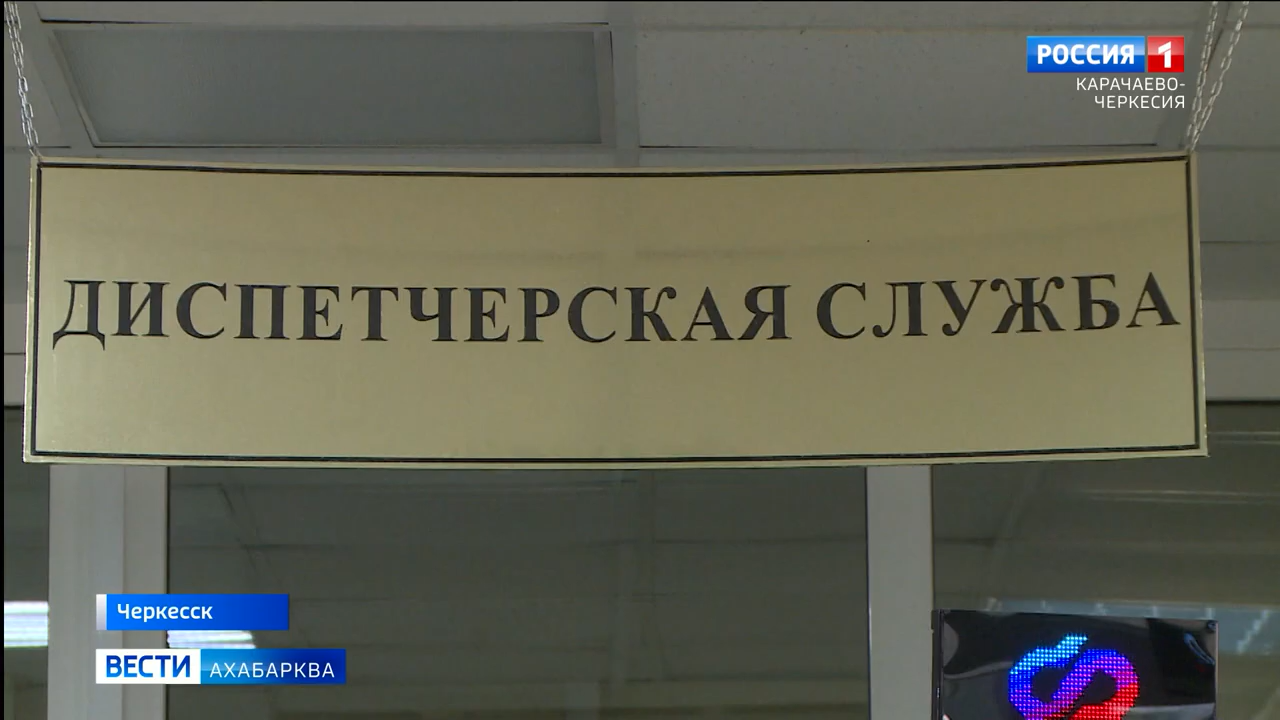 РОССИЯ 1
КАРАЧАЕВО-
ЧЕРКЕСИЯ
ДИСПЕТЧЕРСКАЯ СЛУЖБА
Черкесск
ВЕСТИ АХАБАРКВА